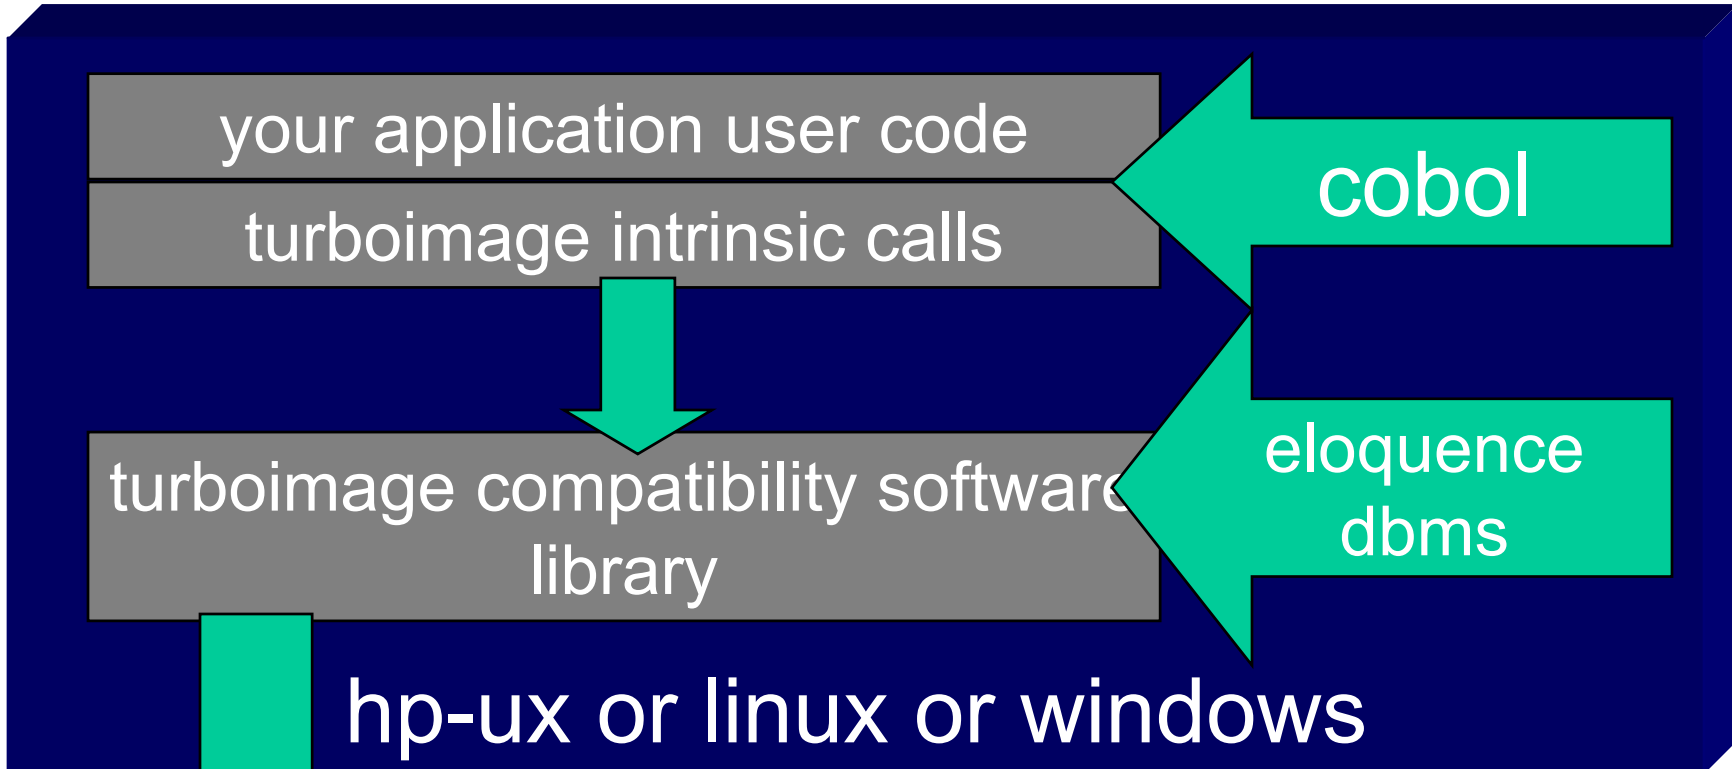 your application user code
cobol
turboimage intrinsic calls
turboimage compatibility software
library
eloquence
dbms
hp-ux or linux or windows